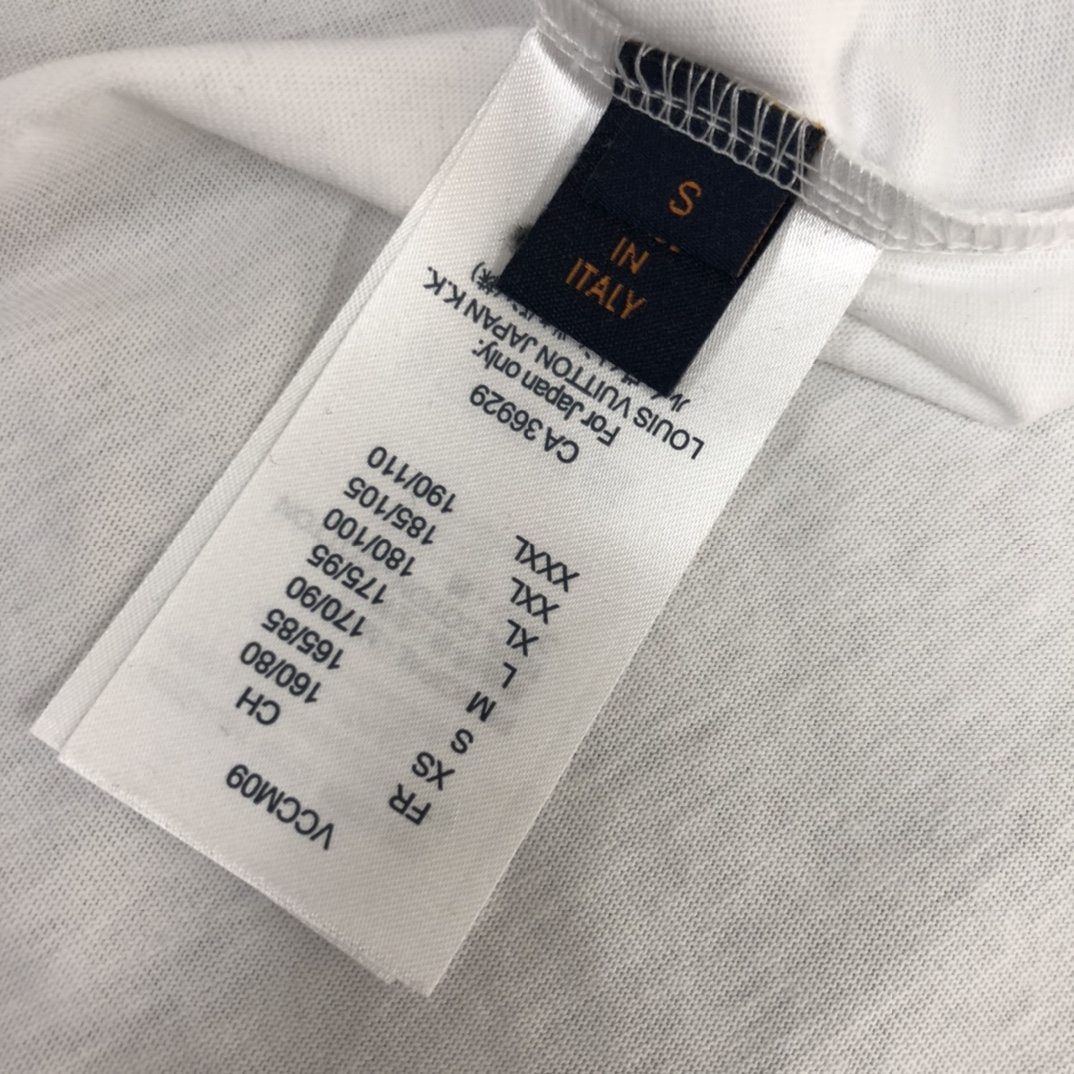 S
IN
ITALY
VCCM09
FR CH
XS 160/80
S 165/85
M 170/90
L 175/95
XL 180/100
XXL 185/105
XXXL 190/110
CA 36929
For Japan only:
LOUIS VUITTON JAPAN K.K.
(株)